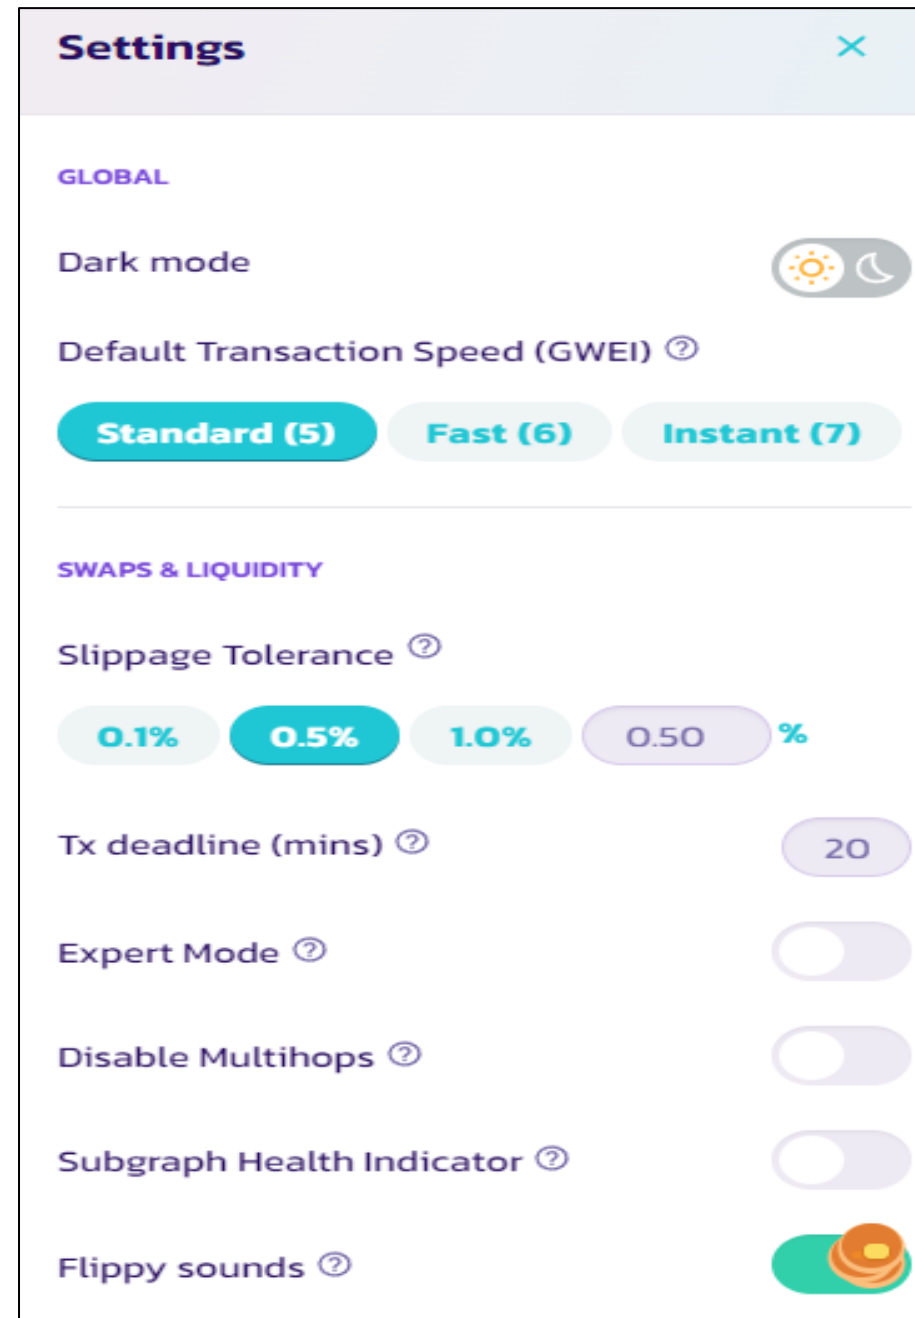 Settings
GLOBAL
Dark mode
Default Transaction Speed (GWEI)
Standard (5) Fast (6) Instant (7)
SWAPS & LIQUIDITY
Slippage Tolerance
0.1% 0.5% 1.0% 0.50 %
Tx deadline (mins) 20
Expert Mode
Disable Multihops
Subgraph Health Indicator
Flippy sounds